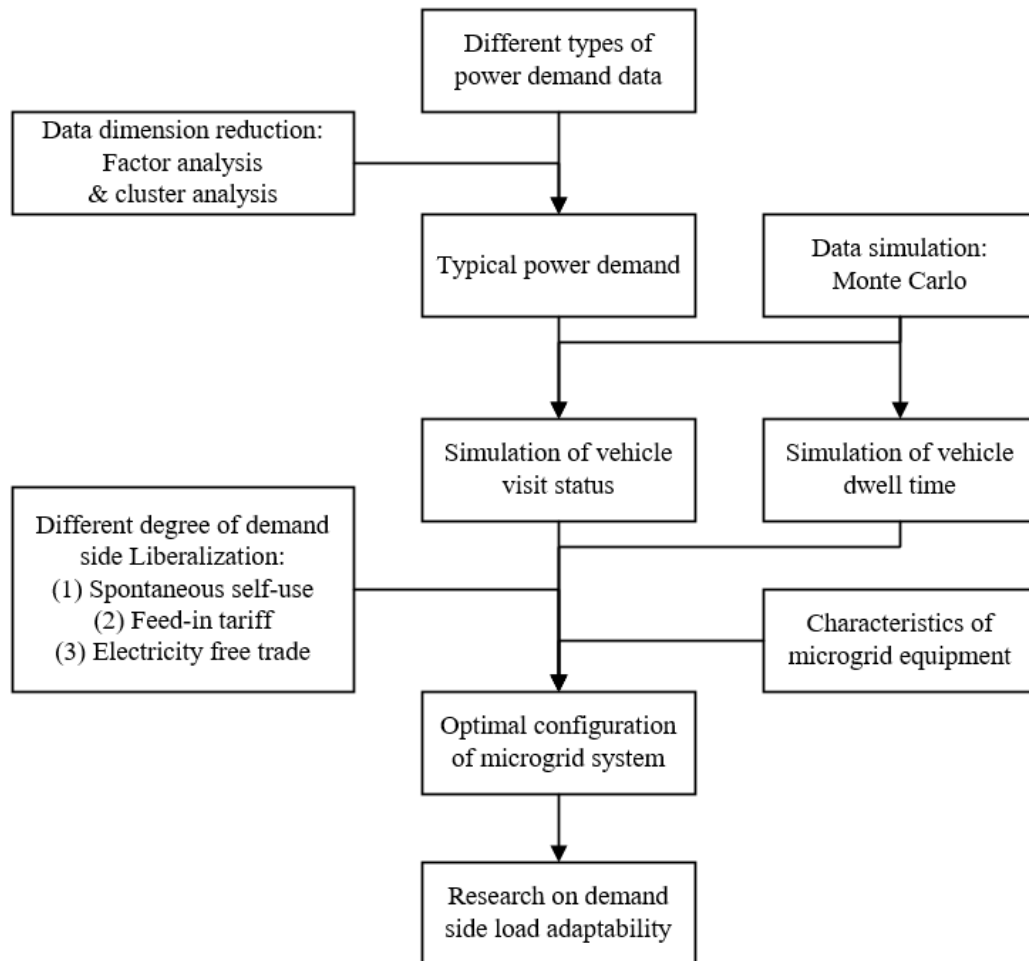 Different types of
power demand data
Data dimension reduction:
Factor analysis
& cluster analysis
Typical power demand
Data simulation:
Monte Carlo
Simulation of vehicle
visit status
Simulation of vehicle
dwell time
Different degree of demand
side Liberalization:
(1) Spontaneous self-use
(2) Feed-in tariff
(3) Electricity free trade
Characteristics of
microgrid equipment
Optimal configuration
of microgrid system
Research on demand
side load adaptability